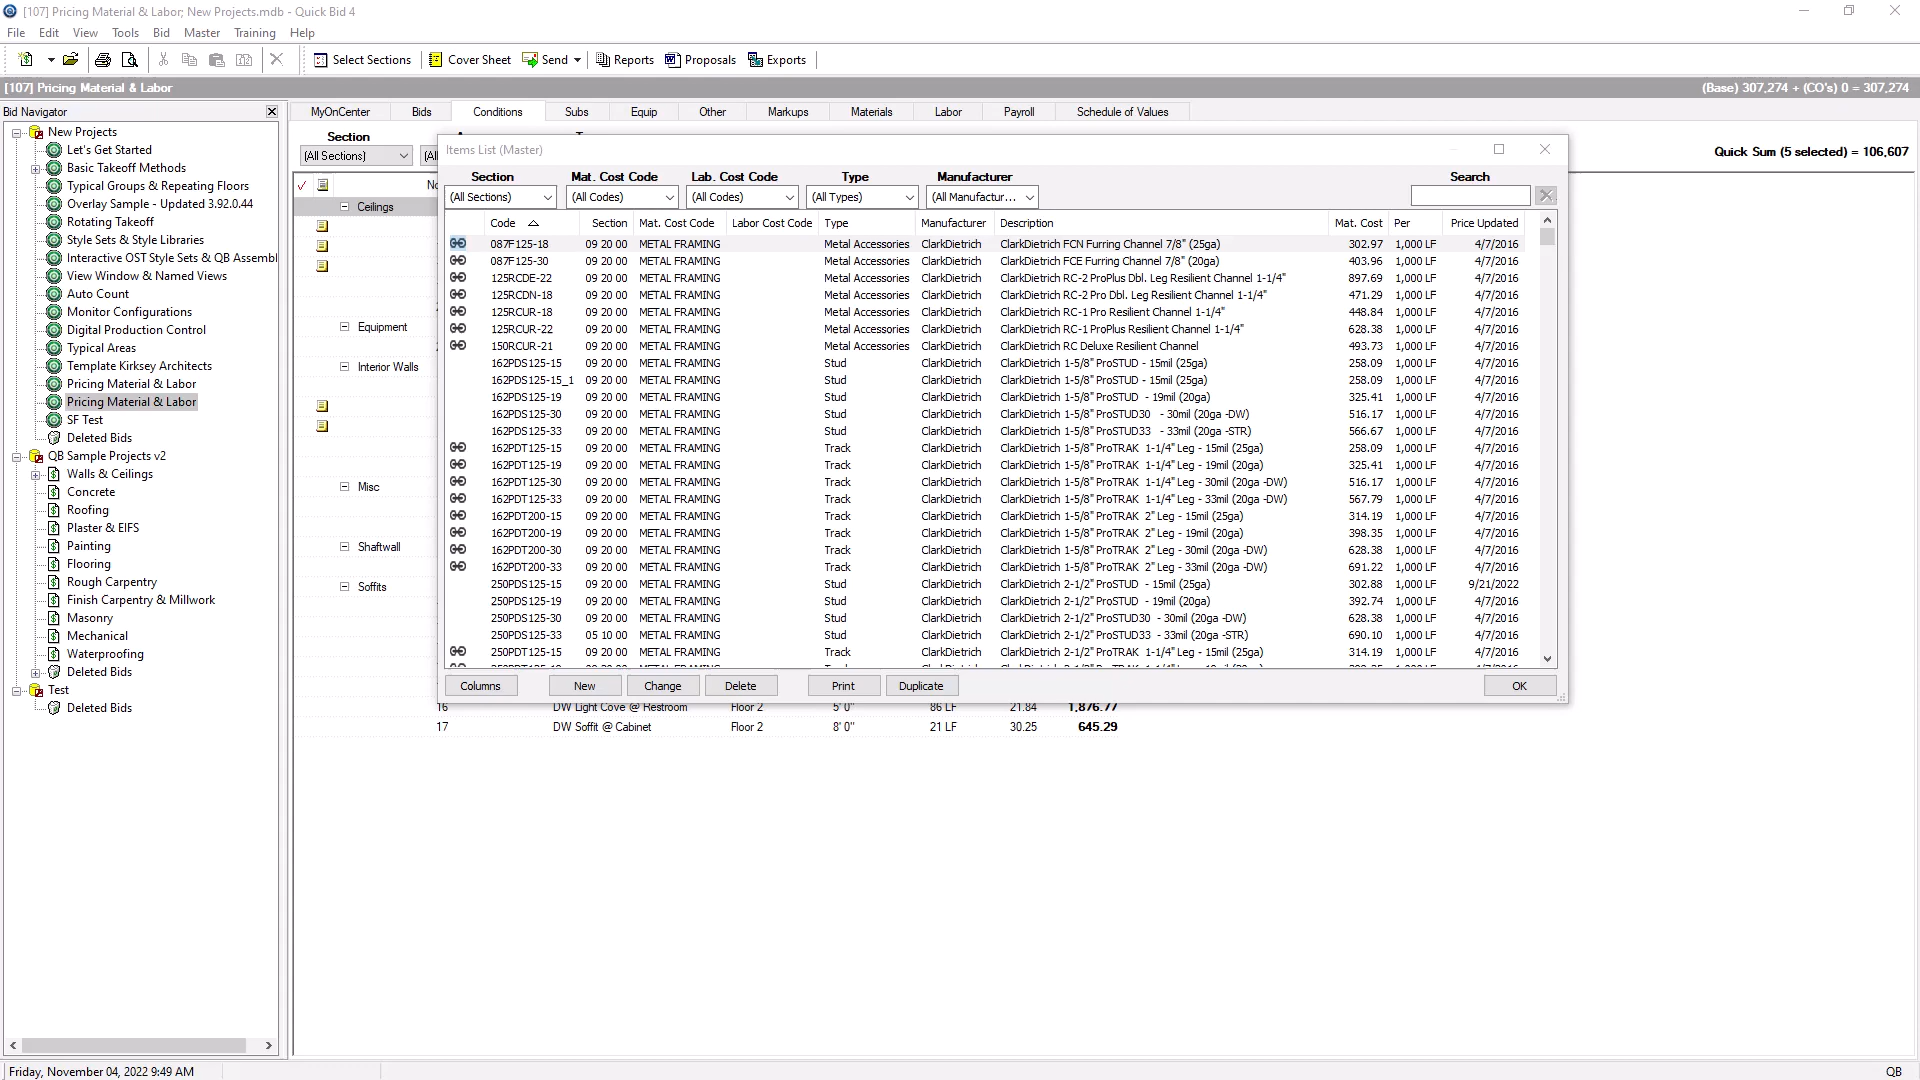 [107] Pricing Material & Labor; New Projects.mdb - Quick Bid 4
File Edit View Tools Bid Master Training Help
Select Sections Cover Sheet Send Reports Proposals Exports
[107] Pricing Material & Labor (Base) 307,274 + (CO's) 0 = 307,274
Bid Navigator
MyOnCenter Bids Conditions Subs Equip Other Markups Materials Labor Payroll Schedule of Values
New Projects
Let's Get Started
Basic Takeoff Methods
Typical Groups & Repeating Floors
Overlay Sample - Updated 3.92.0.44
Rotating Takeoff
Style Sets & Style Libraries
Interactive OST Style Sets & QB Assembl
View Window & Named Views
Auto Count
Monitor Configurations
Digital Production Control
Typical Areas
Template Kirksey Architects
Pricing Material & Labor
Pricing Material & Labor
SF Test
Deleted Bids
QB Sample Projects v2
Walls & Ceilings
Concrete
Roofing
Plaster & EIFS
Painting
Flooring
Rough Carpentry
Finish Carpentry & Millwork
Masonry
Mechanical
Waterproofing
Deleted Bids
Test
Deleted Bids
Section
(All Sections) (All
Quick Sum (5 selected) = 106,607
No
Ceilings
Equipment
Interior Walls
Misc
Shaftwall
Soffits
Items List (Master)
Section Mat. Cost Code Lab. Cost Code Type Manufacturer Search
(All Sections) (All Codes) (All Codes) (All Types) (All Manufactur...
Code Section Mat. Cost Code Labor Cost Code Type Manufacturer Description Mat. Cost Per Price Updated
087F125-18 09 20 00 METAL FRAMING Metal Accessories ClarkDietrich ClarkDietrich FCN Furring Channel 7/8" (25ga) 302.97 1,000 LF 4/7/2016
087F125-30 09 20 00 METAL FRAMING Metal Accessories ClarkDietrich ClarkDietrich FCE Furring Channel 7/8" (20ga) 403.96 1,000 LF 4/7/2016
125RCDE-22 09 20 00 METAL FRAMING Metal Accessories ClarkDietrich ClarkDietrich RC-2 ProPlus Dbl. Leg Resilient Channel 1-1/4" 897.69 1,000 LF 4/7/2016
125RCDN-18 09 20 00 METAL FRAMING Metal Accessories ClarkDietrich ClarkDietrich RC-2 Pro Dbl. Leg Resilient Channel 1-1/4" 471.29 1,000 LF 4/7/2016
125RCUR-18 09 20 00 METAL FRAMING Metal Accessories ClarkDietrich ClarkDietrich RC-1 Pro Resilient Channel 1-1/4" 448.84 1,000 LF 4/7/2016
125RCUR-22 09 20 00 METAL FRAMING Metal Accessories ClarkDietrich ClarkDietrich RC-1 ProPlus Resilient Channel 1-1/4" 628.38 1,000 LF 4/7/2016
150RCUR-21 09 20 00 METAL FRAMING Metal Accessories ClarkDietrich ClarkDietrich RC Deluxe Resilient Channel 493.73 1,000 LF 4/7/2016
162PDS125-15 09 20 00 METAL FRAMING Stud ClarkDietrich ClarkDietrich 1-5/8" ProSTUD - 15mil (25ga) 258.09 1,000 LF 4/7/2016
162PDS125-15_1 09 20 00 METAL FRAMING Stud ClarkDietrich ClarkDietrich 1-5/8" ProSTUD - 15mil (25ga) 258.09 1,000 LF 4/7/2016
162PDS125-19 09 20 00 METAL FRAMING Stud ClarkDietrich ClarkDietrich 1-5/8" ProSTUD - 19mil (20ga) 325.41 1,000 LF 4/7/2016
162PDS125-30 09 20 00 METAL FRAMING Stud ClarkDietrich ClarkDietrich 1-5/8" ProSTUD30 - 30mil (20ga -DW) 516.17 1,000 LF 4/7/2016
162PDS125-33 09 20 00 METAL FRAMING Stud ClarkDietrich ClarkDietrich 1-5/8" ProSTUD33 - 33mil (20ga -STR) 566.67 1,000 LF 4/7/2016
162PDT125-15 09 20 00 METAL FRAMING Track ClarkDietrich ClarkDietrich 1-5/8" ProTRAK 1-1/4" Leg - 15mil (25ga) 258.09 1,000 LF 4/7/2016
162PDT125-19 09 20 00 METAL FRAMING Track ClarkDietrich ClarkDietrich 1-5/8" ProTRAK 1-1/4" Leg - 19mil (20ga) 325.41 1,000 LF 4/7/2016
162PDT125-30 09 20 00 METAL FRAMING Track ClarkDietrich ClarkDietrich 1-5/8" ProTRAK 1-1/4" Leg - 30mil (20ga -DW) 516.17 1,000 LF 4/7/2016
162PDT125-33 09 20 00 METAL FRAMING Track ClarkDietrich ClarkDietrich 1-5/8" ProTRAK 1-1/4" Leg - 33mil (20ga -DW) 567.79 1,000 LF 4/7/2016
162PDT200-15 09 20 00 METAL FRAMING Track ClarkDietrich ClarkDietrich 1-5/8" ProTRAK 2" Leg - 15mil (25ga) 314.19 1,000 LF 4/7/2016
162PDT200-19 09 20 00 METAL FRAMING Track ClarkDietrich ClarkDietrich 1-5/8" ProTRAK 2" Leg - 19mil (20ga) 398.35 1,000 LF 4/7/2016
162PDT200-30 09 20 00 METAL FRAMING Track ClarkDietrich ClarkDietrich 1-5/8" ProTRAK 2" Leg - 30mil (20ga -DW) 628.38 1,000 LF 4/7/2016
162PDT200-33 09 20 00 METAL FRAMING Track ClarkDietrich ClarkDietrich 1-5/8" ProTRAK 2" Leg - 33mil (20ga -DW) 691.22 1,000 LF 4/7/2016
250PDS125-15 09 20 00 METAL FRAMING Stud ClarkDietrich ClarkDietrich 2-1/2" ProSTUD - 15mil (25ga) 302.88 1,000 LF 9/21/2022
250PDS125-19 09 20 00 METAL FRAMING Stud ClarkDietrich ClarkDietrich 2-1/2" ProSTUD - 19mil (20ga) 392.74 1,000 LF 4/7/2016
250PDS125-30 09 20 00 METAL FRAMING Stud ClarkDietrich ClarkDietrich 2-1/2" ProSTUD30 - 30mil (20ga -DW) 628.38 1,000 LF 4/7/2016
250PDS125-33 05 10 00 METAL FRAMING Stud ClarkDietrich ClarkDietrich 2-1/2" ProSTUD33 - 33mil (20ga -STR) 690.10 1,000 LF 4/7/2016
250PDT125-15 09 20 00 METAL FRAMING Track ClarkDietrich ClarkDietrich 2-1/2" ProTRAK 1-1/4" Leg - 15mil (25ga) 314.19 1,000 LF 4/7/2016
Columns New Change Delete Print Duplicate OK
16 DW Light Cove @ Restroom Floor 2 5' 0" 86 LF 21.84 1,876.77
17 DW Soffit @ Cabinet Floor 2 8' 0" 21 LF 30.25 645.29
Friday, November 04, 2022 9:49 AM QB